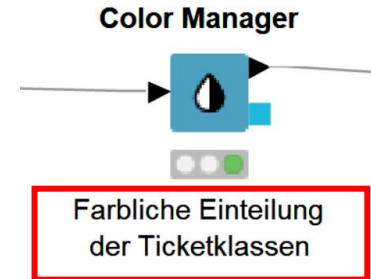 Color Manager
Farbliche Einteilung
der Ticketklassen